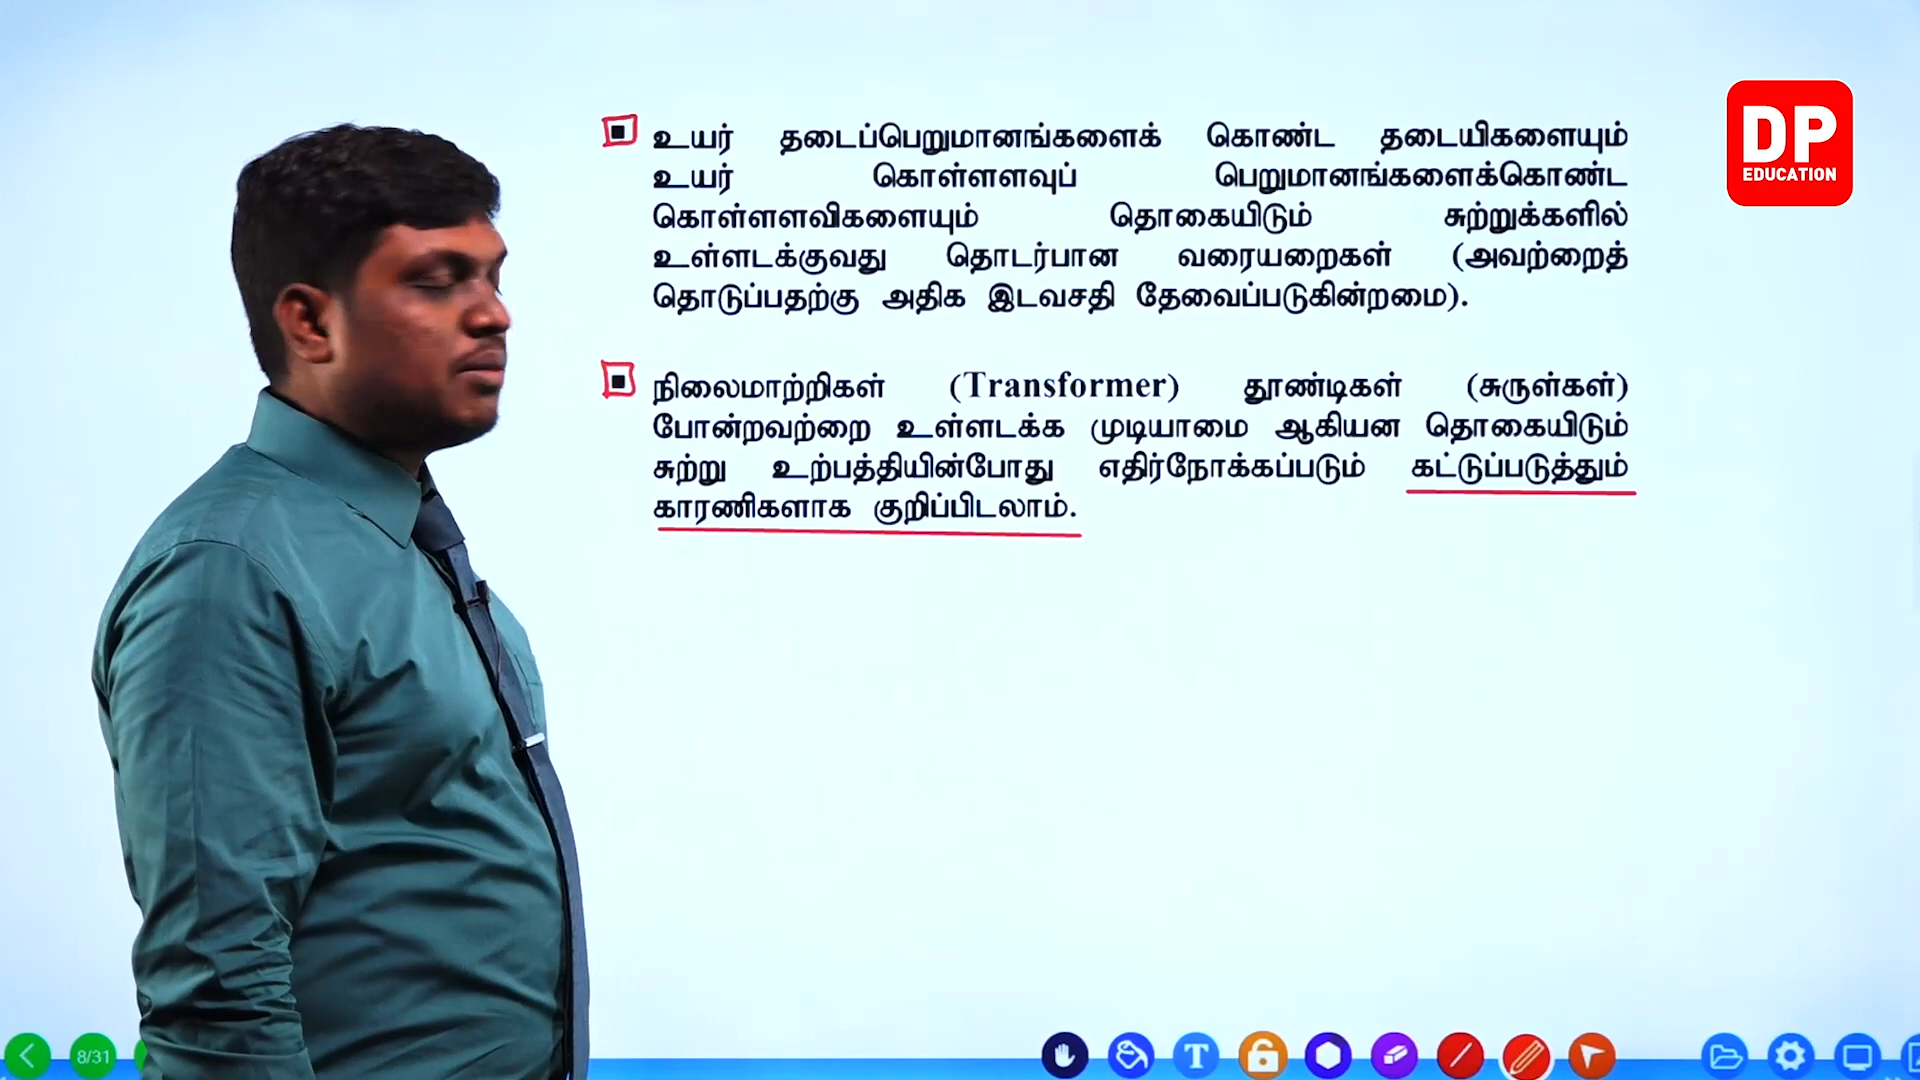 உயர் தடைப்பெறுமானங்களைக் கொண்ட தடையிகளையும்
உயர் கொள்ளளவுப் பெறுமானங்களைக்கொண்ட
கொள்ளளவிகளையும் தொகையிடும் சுற்றுக்களில்
உள்ளடக்குவது தொடர்பான வரையறைகள் (அவற்றைத்
தொடுப்பதற்கு அதிக இடவசதி தேவைப்படுகின்றமை).
நிலைமாற்றிகள் (Transformer) தூண்டிகள் (சுருள்கள்)
போன்றவற்றை உள்ளடக்க முடியாமை ஆகியன தொகையிடும்
சுற்று உற்பத்தியின்போது எதிர்நோக்கப்படும் கட்டுப்படுத்தும்
காரணிகளாக குறிப்பிடலாம்.
DP
EDUCATION
8/31
T